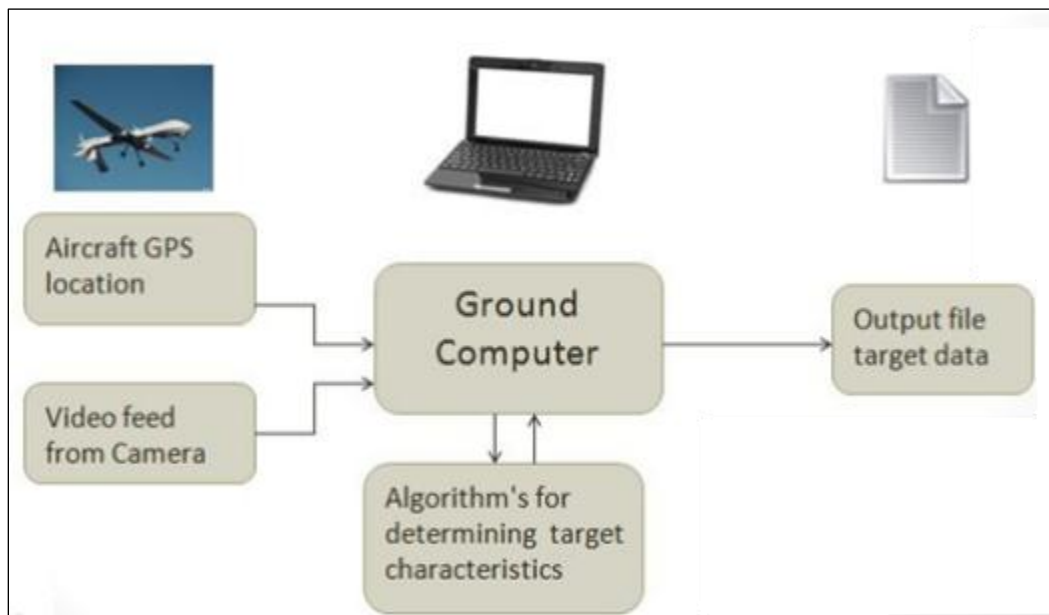 Aircraft GPS
location
Ground
Computer
Output file
target data
Video feed
from Camera
Algorithm's for
determining target
characteristics